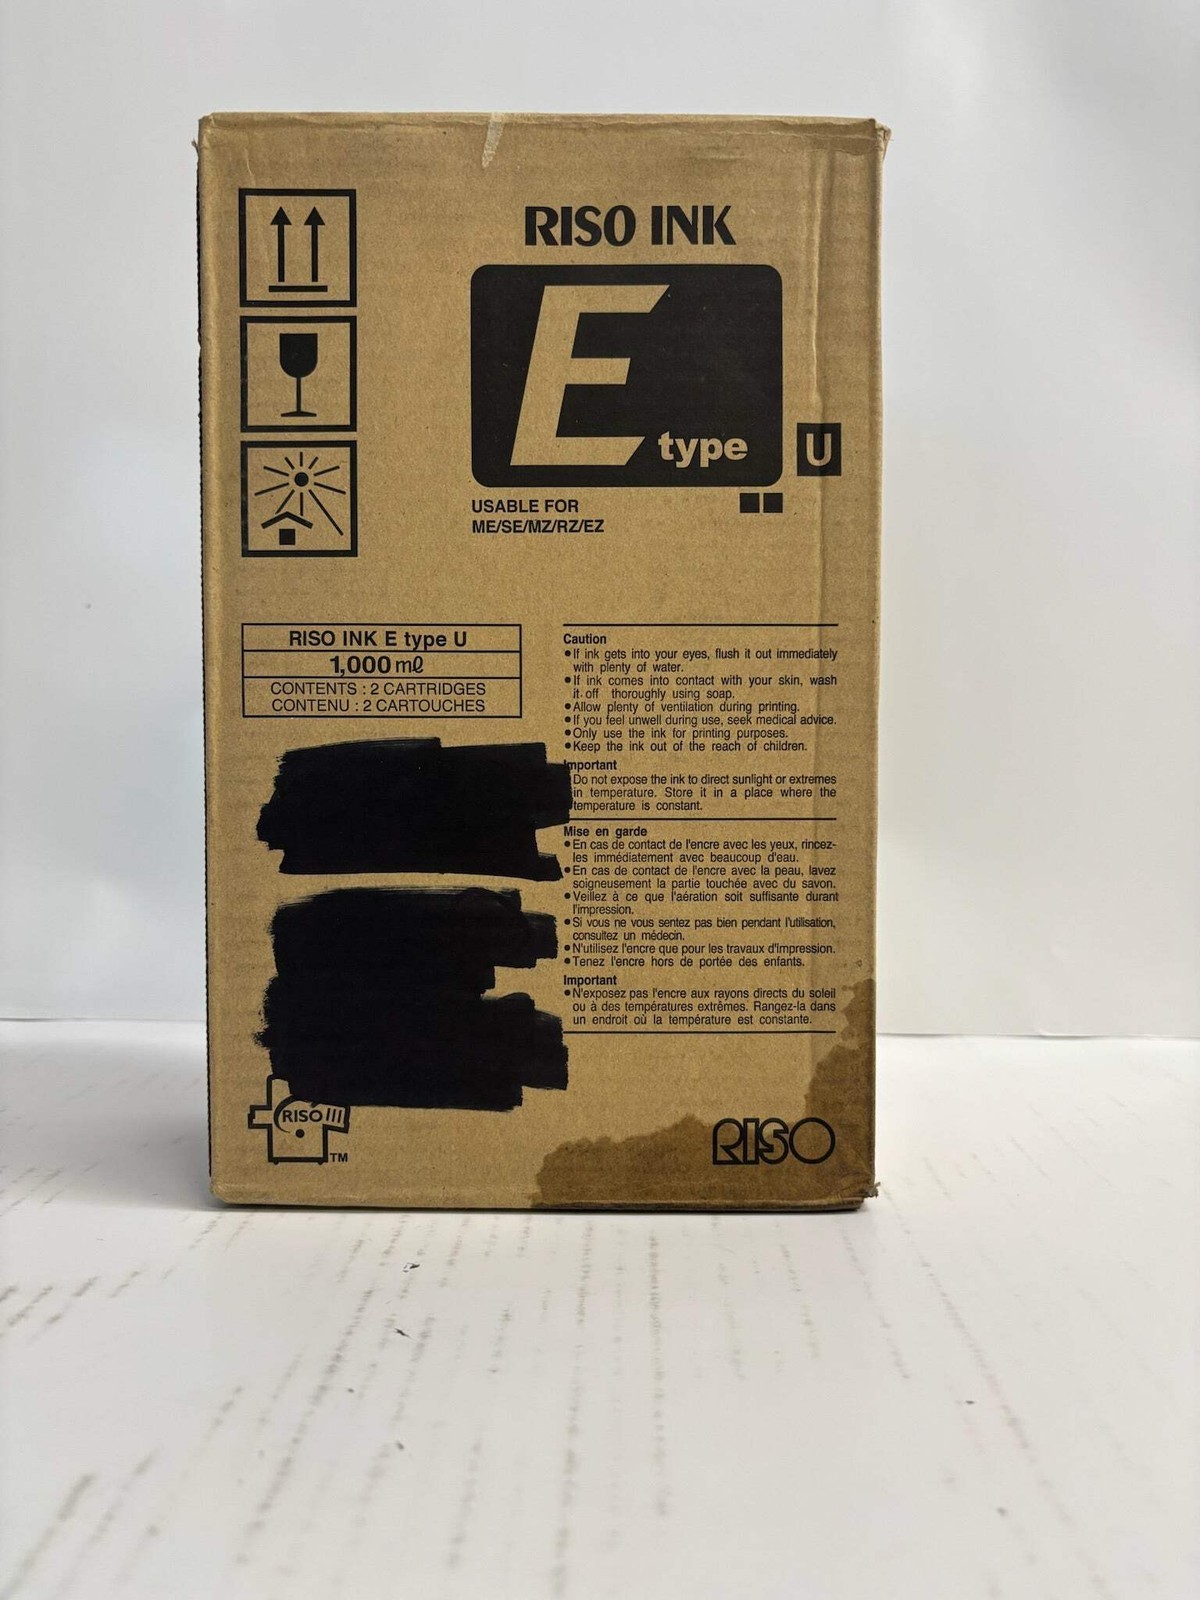 RISO INK
E type
U
USABLE FOR
ME/SE/MZ/RZ/EZ
RISO INK E type U
1,000 mℓ
CONTENTS : 2 CARTRIDGES
CONTENU : 2 CARTOUCHES
Caution
•If ink gets into your eyes, flush it out immediately
with plenty of water.
•If ink comes into contact with your skin, wash
it off thoroughly using soap.
•Allow plenty of ventilation during printing.
•If you feel unwell during use, seek medical advice.
•Only use the ink for printing purposes.
•Keep the ink out of the reach of children.
Important
Do not expose the ink to direct sunlight or extremes
in temperature. Store it in a place where the
temperature is constant.
Mise en garde
•En cas de contact de l'encre avec les yeux, rincez-
les immédiatement avec beaucoup d'eau.
•En cas de contact de l'encre avec la peau, lavez
soigneusement la partie touchée avec du savon.
•Veillez à ce que l'aération soit suffisante durant
l'impression.
•Si vous ne vous sentez pas bien pendant l'utilisation,
consultez un médecin.
•N'utilisez l'encre que pour les travaux d'impression.
•Tenez l'encre hors de portée des enfants.
Important
•N'exposez pas l'encre aux rayons directs du soleil
ou à des températures extrêmes. Rangez-la dans
un endroit où la température est constante.
RISO
TM
RISO